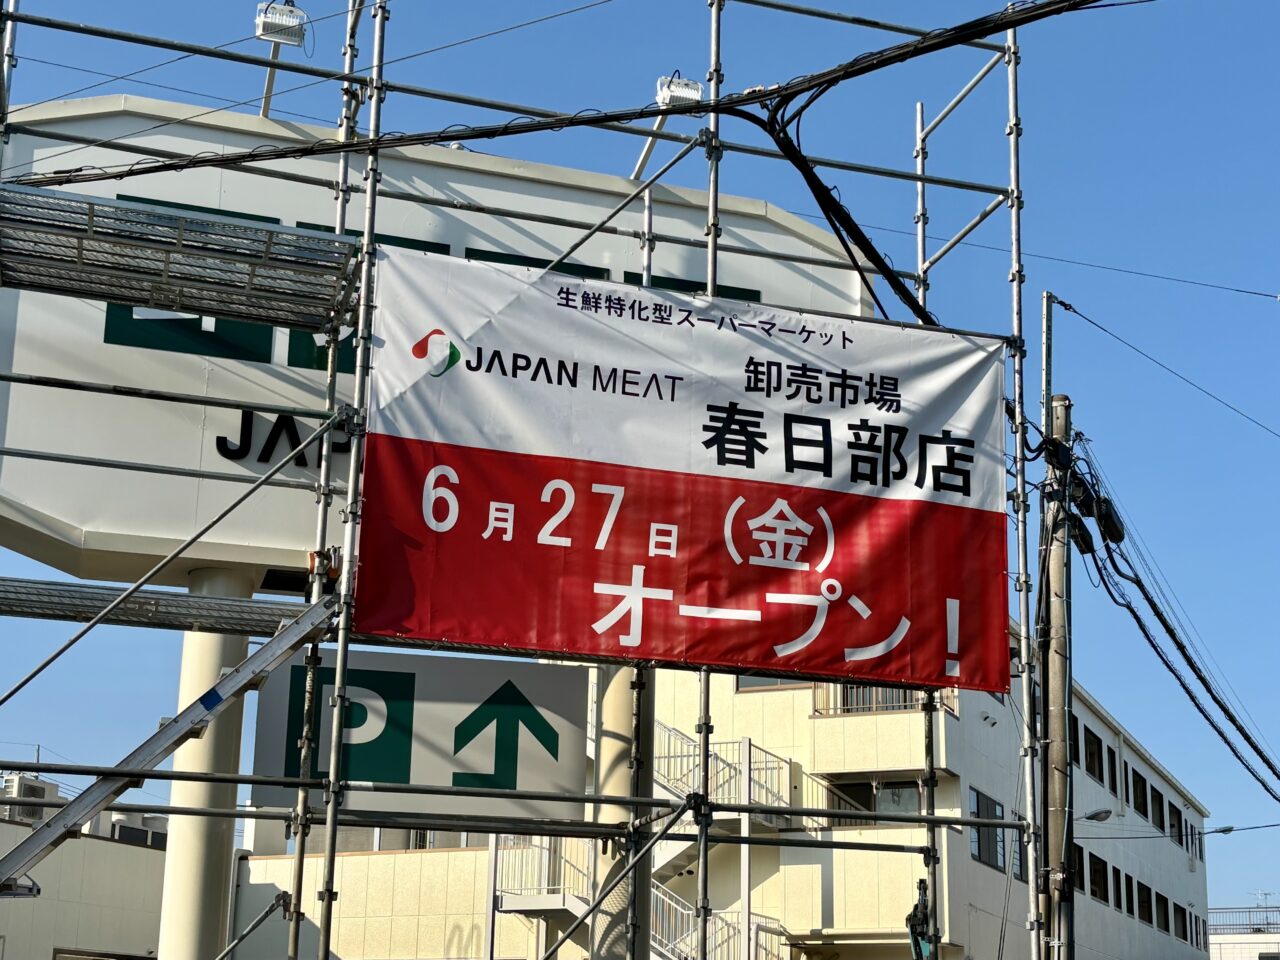 生鮮特化型スーパーマーケット
JAPAN MEAT 卸売市場
春日部店
6月27日(金)
オープン!
P